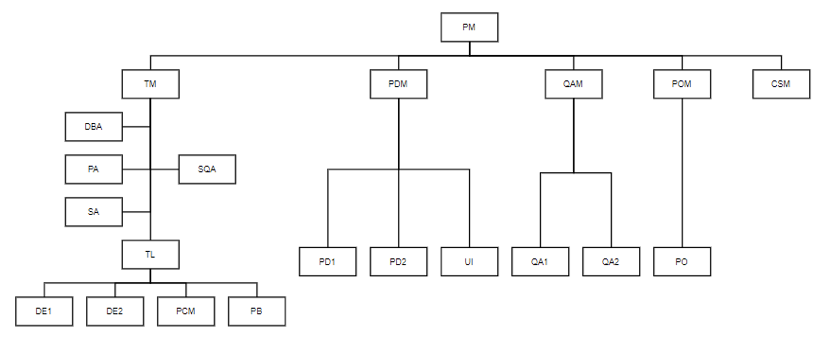 PM
TM
PDM
QAM
POM
CSM
DBA
PA
SQA
SA
TL
PD1
PD2
UI
QA1
QA2
PO
DE1
DE2
PCM
PB